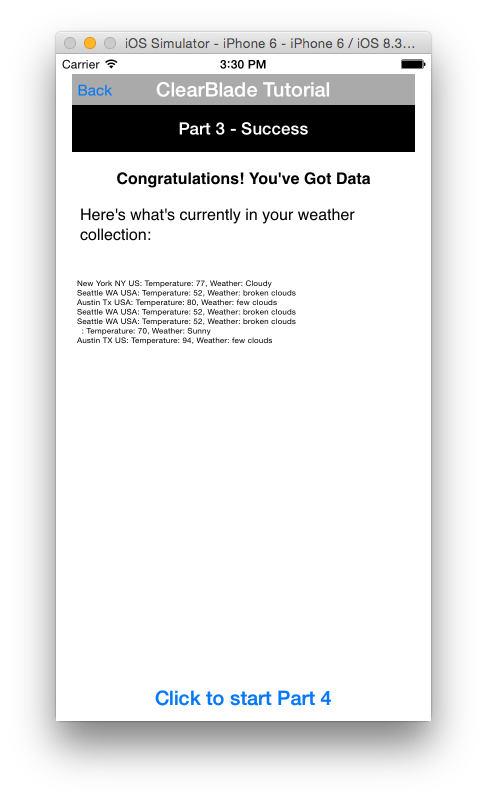 iOS Simulator - iPhone 6 - iPhone 6 / iOS 8.3...
Carrier 3:30 PM
Back ClearBlade Tutorial
Part 3 - Success
Congratulations! You've Got Data
Here's what's currently in your weather
collection:
New York NY US: Temperature: 77, Weather: Cloudy
Seattle WA USA: Temperature: 52, Weather: broken clouds
Austin Tx USA: Temperature: 80, Weather: few clouds
Seattle WA USA: Temperature: 52, Weather: broken clouds
Seattle WA USA: Temperature: 52, Weather: broken clouds
: Temperature: 70, Weather: Sunny
Austin TX US: Temperature: 94, Weather: few clouds
Click to start Part 4